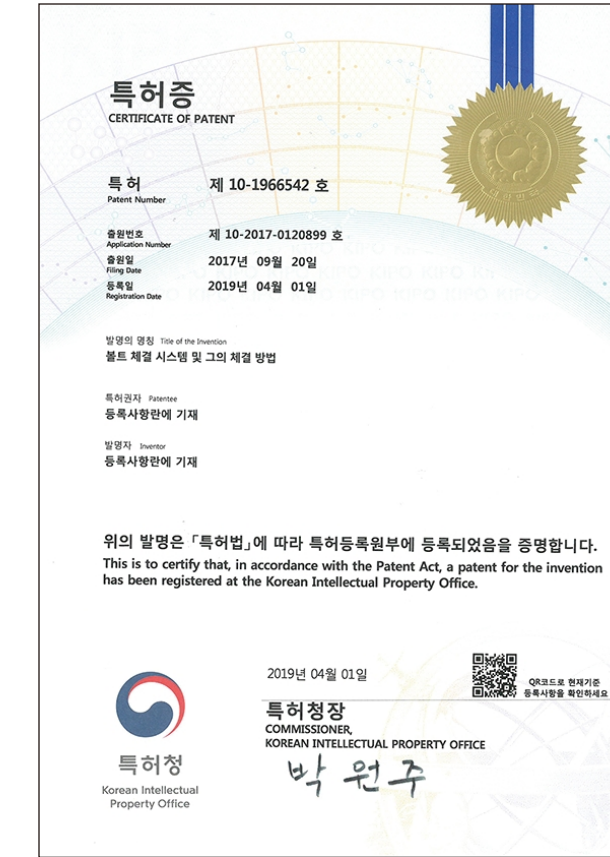 특허증
CERTIFICATE OF PATENT
특 허 제 10-1966542 호
Patent Number
출원번호 제 10-2017-0120899 호
Application Number
출원일 2017년 09월 20일
Filing Date
등록일 2019년 04월 01일
Registration Date
발명의 명칭 Title of the Invention
볼트 체결 시스템 및 그의 체결 방법
특허권자 Patentee
등록사항란에 기재
발명자 Inventor
등록사항란에 기재
위의 발명은 「특허법」에 따라 특허등록원부에 등록되었음을 증명합니다.
This is to certify that, in accordance with the Patent Act, a patent for the invention
has been registered at the Korean Intellectual Property Office.
2019년 04월 01일
QR코드로 현재기준
등록사항을 확인하세요
특허청장
COMMISSIONER,
KOREAN INTELLECTUAL PROPERTY OFFICE
박 원 주
특허청
Korean Intellectual
Property Office